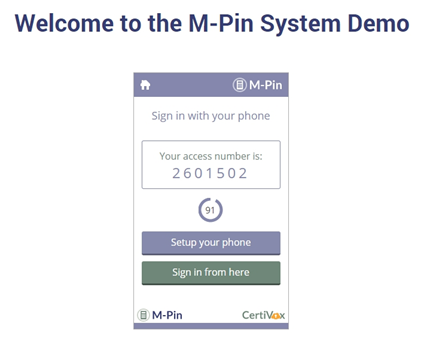 Welcome to the M-Pin System Demo
M-Pin
Sign in with your phone
Your access number is:
2601502
91
Setup your phone
Sign in from here
M-Pin CertiVox